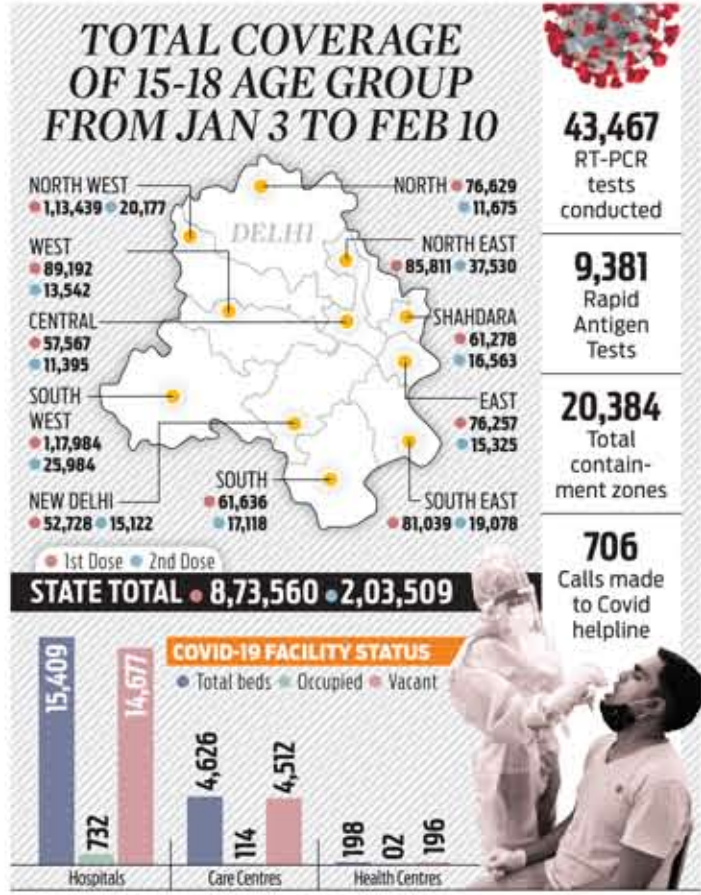 TOTAL COVERAGE
OF 15-18 AGE GROUP
FROM JAN 3 TO FEB 10
NORTH WEST
1,13,439 20,177
WEST
89,192
13,542
CENTRAL
57,567
11,395
SOUTH
WEST
1,17,984
25,984
NEW DELHI
52,728 15,122
DELHI
NORTH 76,629
11,675
NORTH EAST
85,811 37,530
SHAHDARA
61,278
16,563
EAST
76,257
15,325
SOUTH
61,636
17,118
SOUTH EAST
81,039 19,078
1st Dose 2nd Dose
STATE TOTAL 8,73,560 2,03,509
43,467
RT-PCR
tests
conducted
9,381
Rapid
Antigen
Tests
20,384
Total
contain-
ment zones
706
Calls made
to Covid
helpline
COVID-19 FACILITY STATUS
Total beds Occupied Vacant
15,409 732 14,677
4,626 114 4,512
198 02 196
Hospitals Care Centres Health Centres